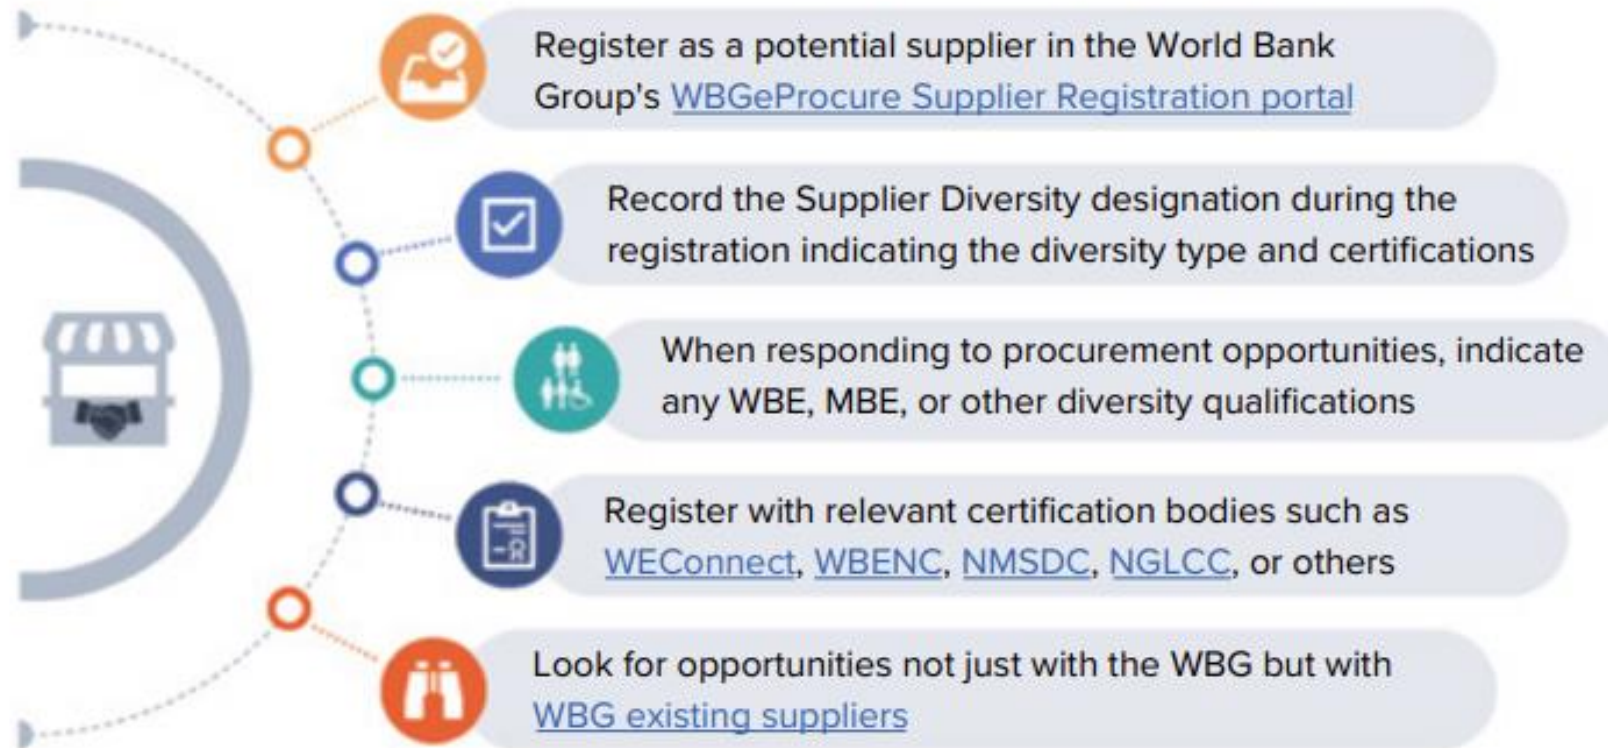 Register as a potential supplier in the World Bank
Group's WBGeProcure Supplier Registration portal
Record the Supplier Diversity designation during the
registration indicating the diversity type and certifications
When responding to procurement opportunities, indicate
any WBE, MBE, or other diversity qualifications
Register with relevant certification bodies such as
WEConnect, WBENC, NMSDC, NGLCC, or others
Look for opportunities not just with the WBG but with
WBG existing suppliers